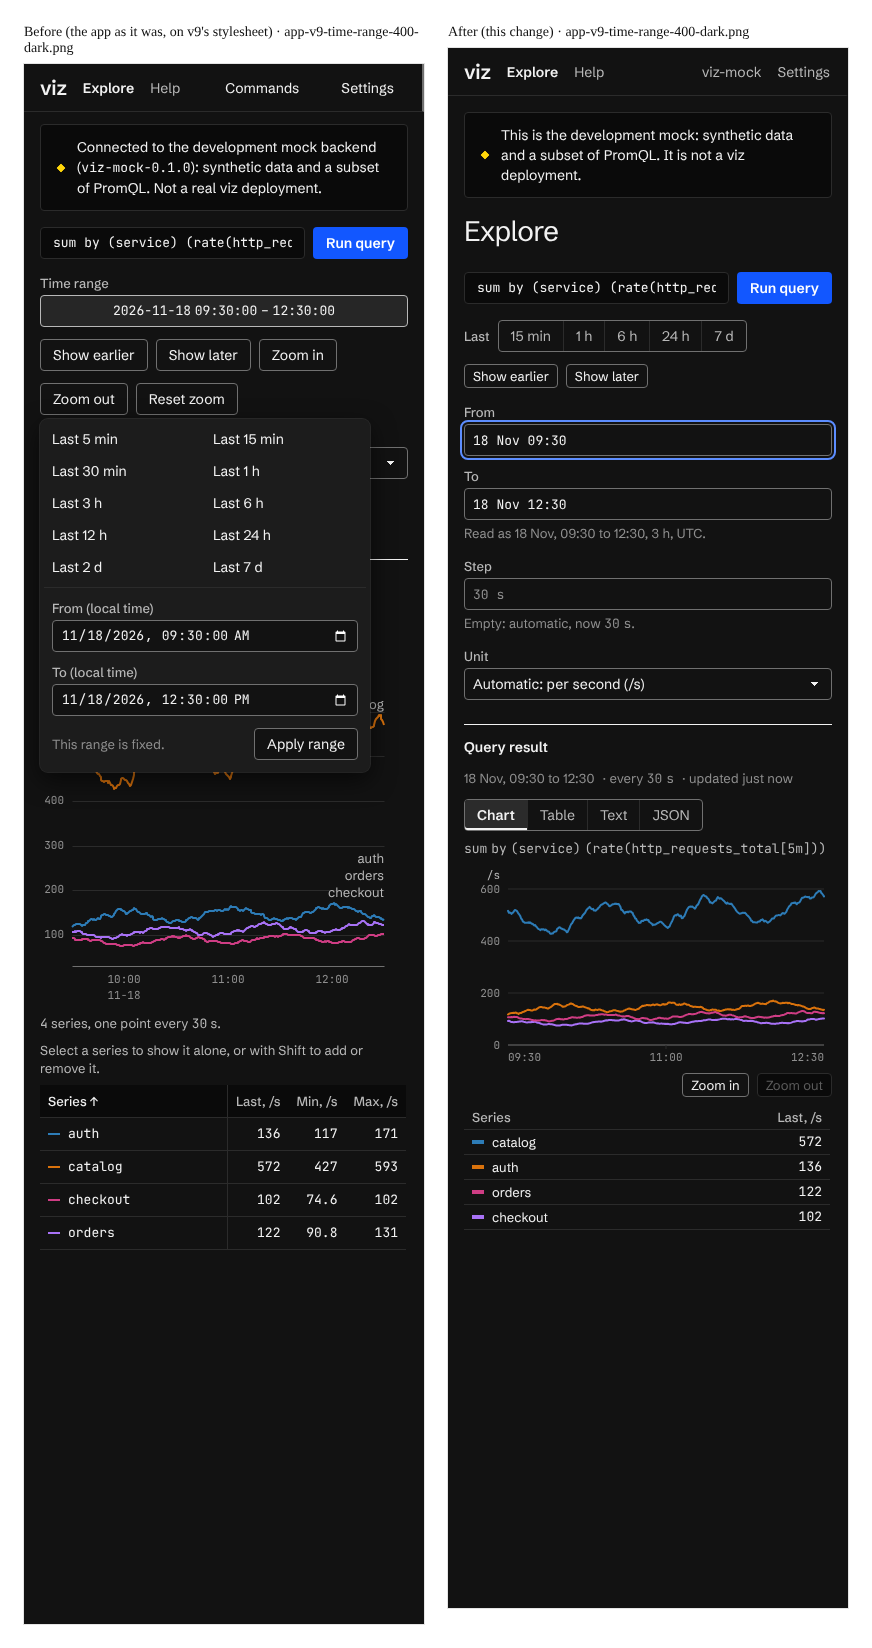 Before (the app as it was, on v9's stylesheet) · app-v9-time-range-400-
dark.png
viz Explore Help Commands Settings
Connected to the development mock backend
(viz-mock-0.1.0): synthetic data and a subset
of PromQL. Not a real viz deployment.
sum by (service) (rate(http_rec
Run query
Time range
2026-11-18 09:30:00 – 12:30:00
Show earlier Show later Zoom in
Zoom out Reset zoom
Last 5 min Last 15 min
Last 30 min Last 1 h
Last 3 h Last 6 h
Last 12 h Last 24 h
Last 2 d Last 7 d
From (local time)
11/18/2026, 09:30:00 AM
To (local time)
11/18/2026, 12:30:00 PM
This range is fixed. Apply range
og
400
300
auth
200
orders
checkout
100
10:00 11:00 12:00
11-18
4 series, one point every 30 s.
Select a series to show it alone, or with Shift to add or
remove it.
Series↑ Last, /s Min, /s Max, /s
auth 136 117 171
catalog 572 427 593
checkout 102 74.6 102
orders 122 90.8 131
After (this change) · app-v9-time-range-400-dark.png
viz Explore Help viz-mock Settings
This is the development mock: synthetic data
and a subset of PromQL. It is not a viz
deployment.
Explore
sum by (service) (rate(http_rec
Run query
Last 15 min 1 h 6 h 24 h 7 d
Show earlier Show later
From
18 Nov 09:30
To
18 Nov 12:30
Read as 18 Nov, 09:30 to 12:30, 3 h, UTC.
Step
30 s
Empty: automatic, now 30 s.
Unit
Automatic: per second (/s)
Query result
18 Nov, 09:30 to 12:30 · every 30 s · updated just now
Chart Table Text JSON
sum by (service) (rate(http_requests_total[5m]))
/s
600
400
200
0
09:30 11:00 12:30
Zoom in Zoom out
Series Last, /s
catalog 572
auth 136
orders 122
checkout 102